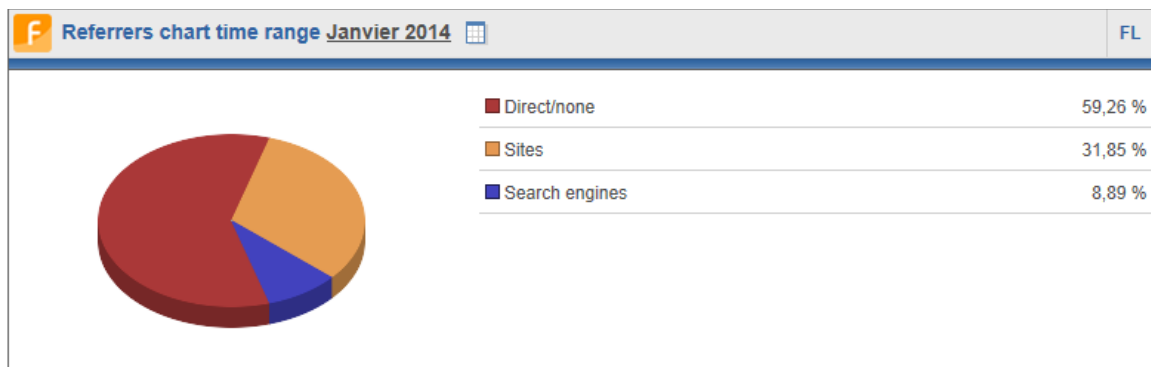 Referrers chart time range Janvier 2014
FL
Direct/none 59,26 %
Sites 31,85 %
Search engines 8,89 %